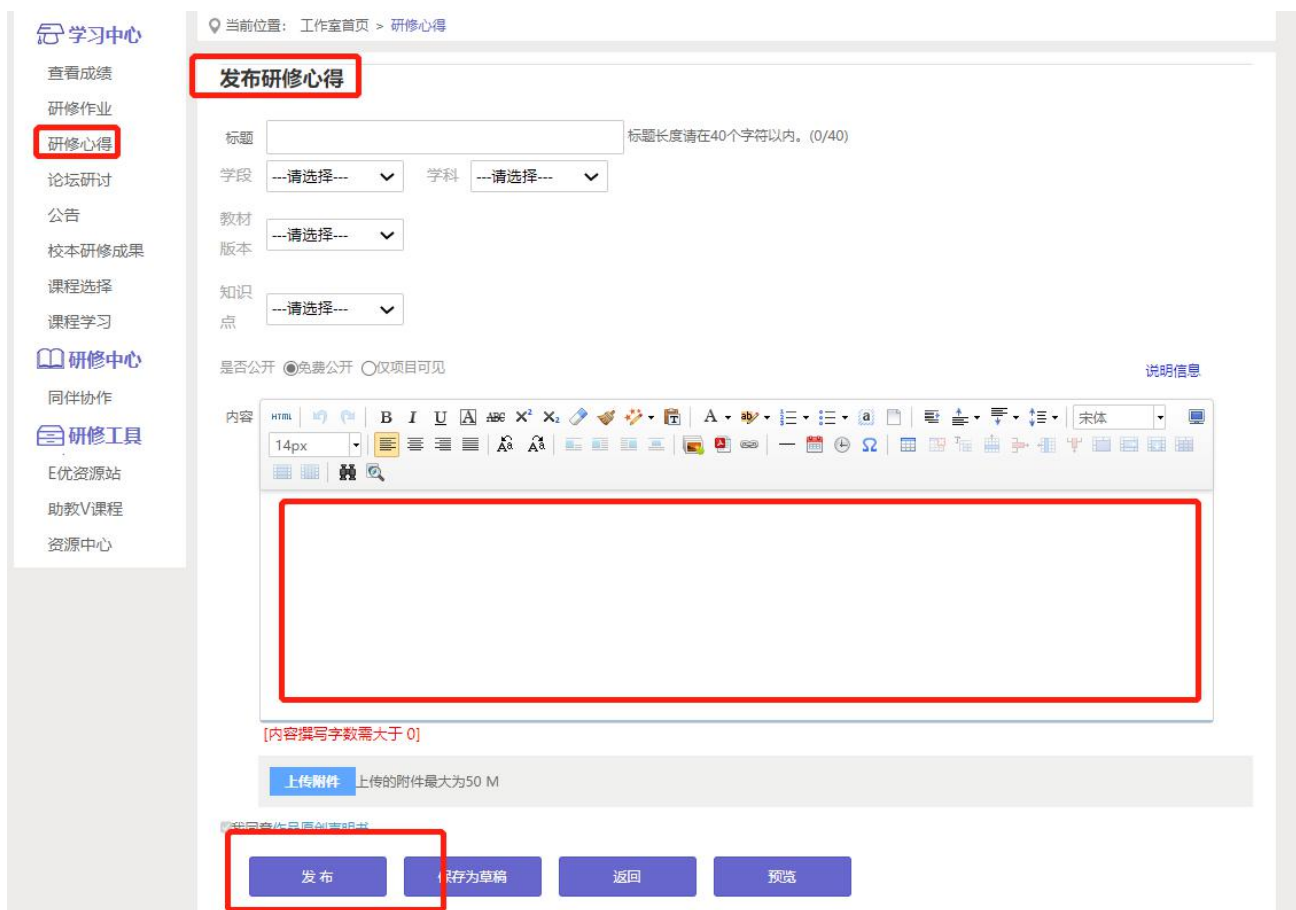 学习中心
查看成绩
研修作业
研修心得
论坛研讨
公告
校本研修成果
课程选择
课程学习
研修中心
同伴协作
研修工具
E优资源站
助教V课程
资源中心
当前位置： 工作室首页 > 研修心得
发布研修心得
标题 标题长度请在40个字符以内。(0/40)
学段 ---请选择--- 学科 ---请选择---
教材版本 ---请选择---
知识点 ---请选择---
是否公开 免费公开 仅项目可见 说明信息
内容 HTML B I U A ABC X² X₂ T A ab a 宋体
14px Aa Aa Ω
[内容撰写字数需大于 0]
上传附件 上传的附件最大为50 M
我同意作品原创声明书
发布 保存为草稿 返回 预览